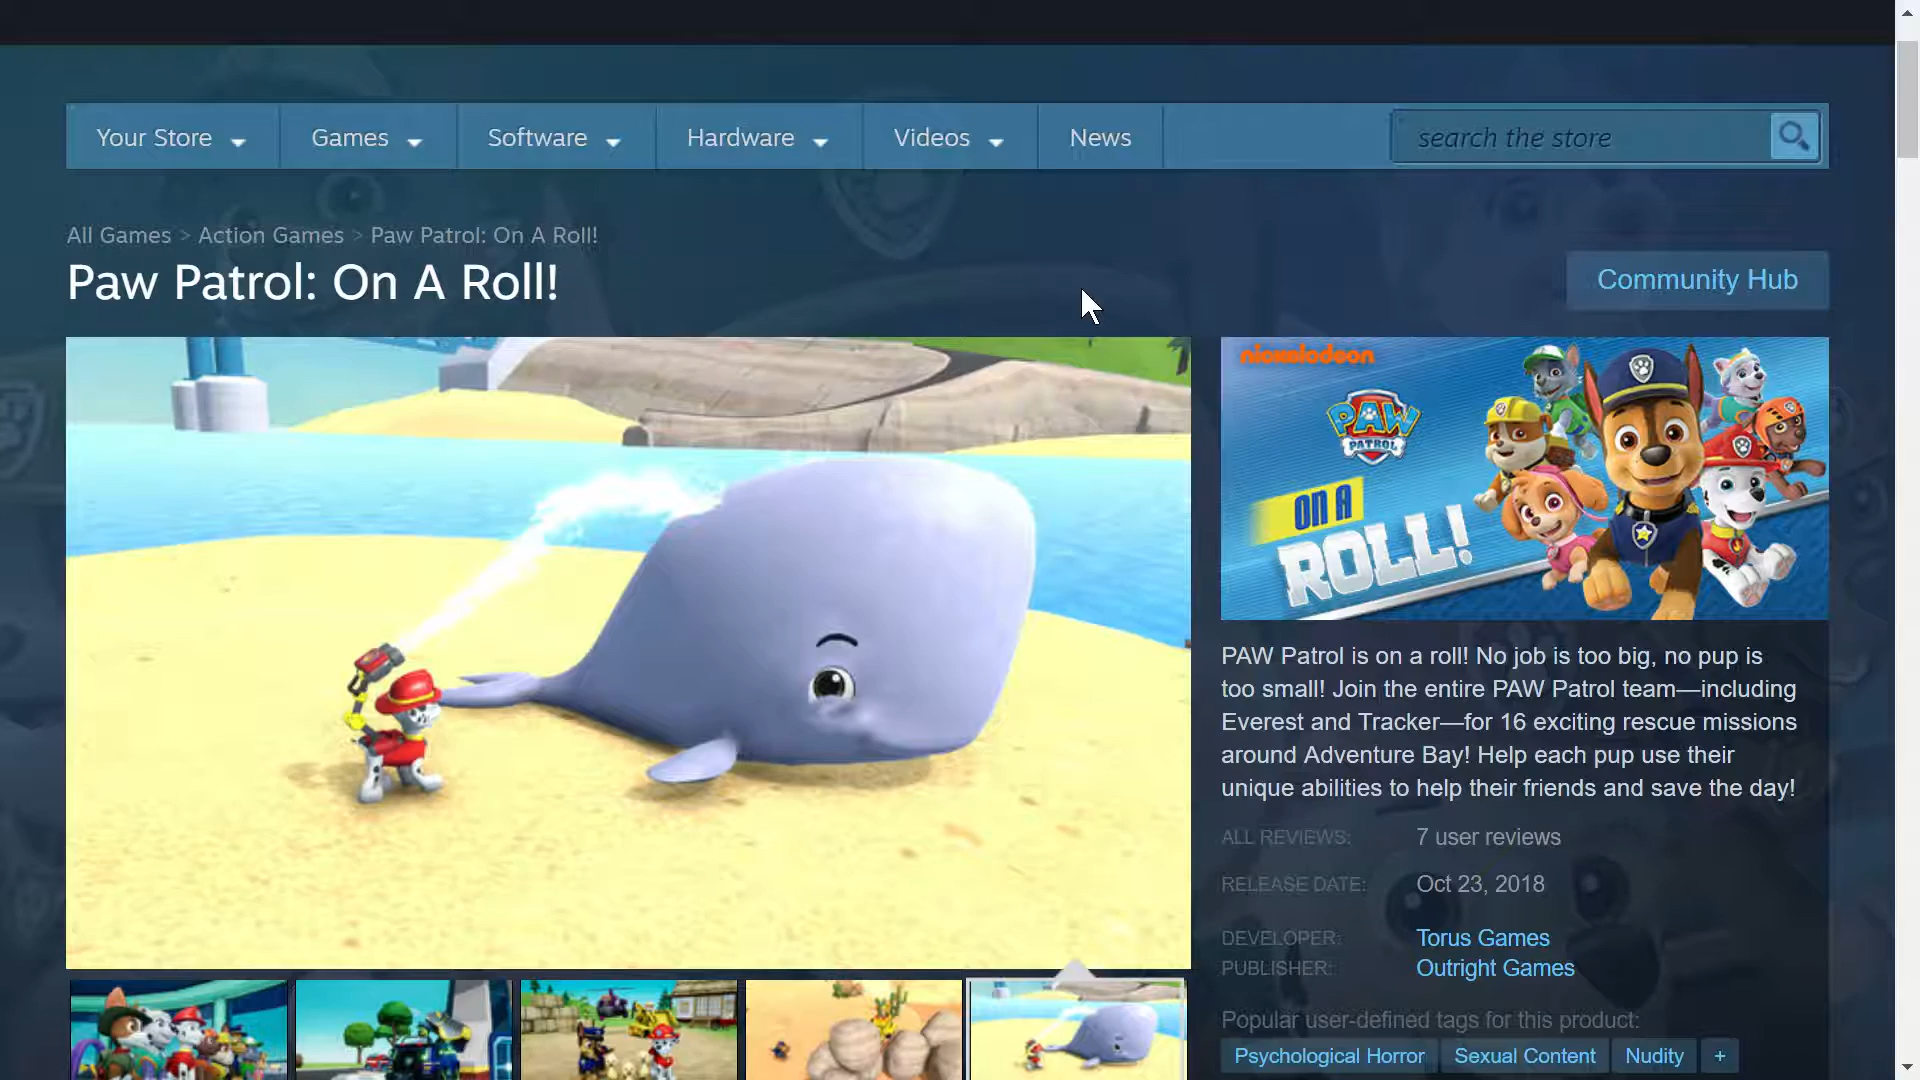 Your Store
Games
Software
Hardware
Videos
News
search the store
All Games > Action Games > Paw Patrol: On A Roll!
Paw Patrol: On A Roll!
Community Hub
nickelodeon
PAW
PATROL
ON A
ROLL!
PAW Patrol is on a roll! No job is too big, no pup is
too small! Join the entire PAW Patrol team—including
Everest and Tracker—for 16 exciting rescue missions
around Adventure Bay! Help each pup use their
unique abilities to help their friends and save the day!
ALL REVIEWS: 7 user reviews
RELEASE DATE: Oct 23, 2018
DEVELOPER: Torus Games
PUBLISHER: Outright Games
Popular user-defined tags for this product:
Psychological Horror Sexual Content Nudity +